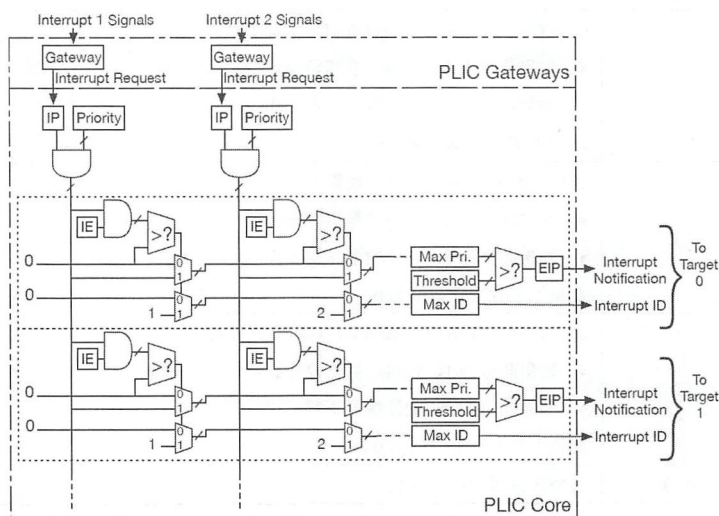 Interrupt 1 Signals Interrupt 2 Signals
Gateway Gateway
Interrupt Request Interrupt Request
PLIC Gateways
IP Priority IP Priority
IE >? IE >?
0 0 1 0 1 Max Pri. >? EIP Interrupt Notification
Threshold
0 1 0 1 2 0 1 Max ID Interrupt ID
To Target 0
IE >? IE >?
0 0 1 0 1 Max Pri. >? EIP Interrupt Notification
Threshold
0 1 0 1 2 0 1 Max ID Interrupt ID
To Target 1
PLIC Core